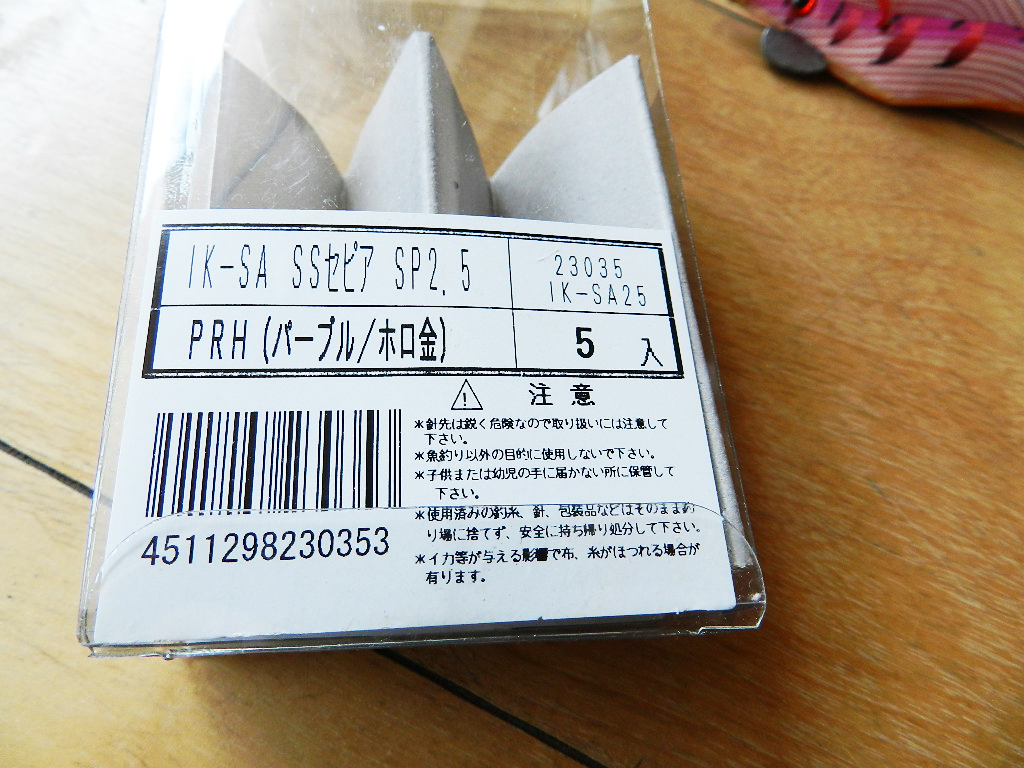 IK-SA SSセピア SP2.5
23035
IK-SA25
PRH(パープル/ホロ金)
5 入
⚠ 注意
*針先は鋭く危険なので取り扱いには注意して
下さい。
*魚釣り以外の目的に使用しないで下さい。
*子供または幼児の手に届かない所に保管して
下さい。
*使用済みの釣糸、針、包装品などはそのまま釣
り場に捨てず、安全に持ち帰り処分して下さい。
*イカ等が与える影響で布、糸がほつれる場合が
有ります。
4511298230353